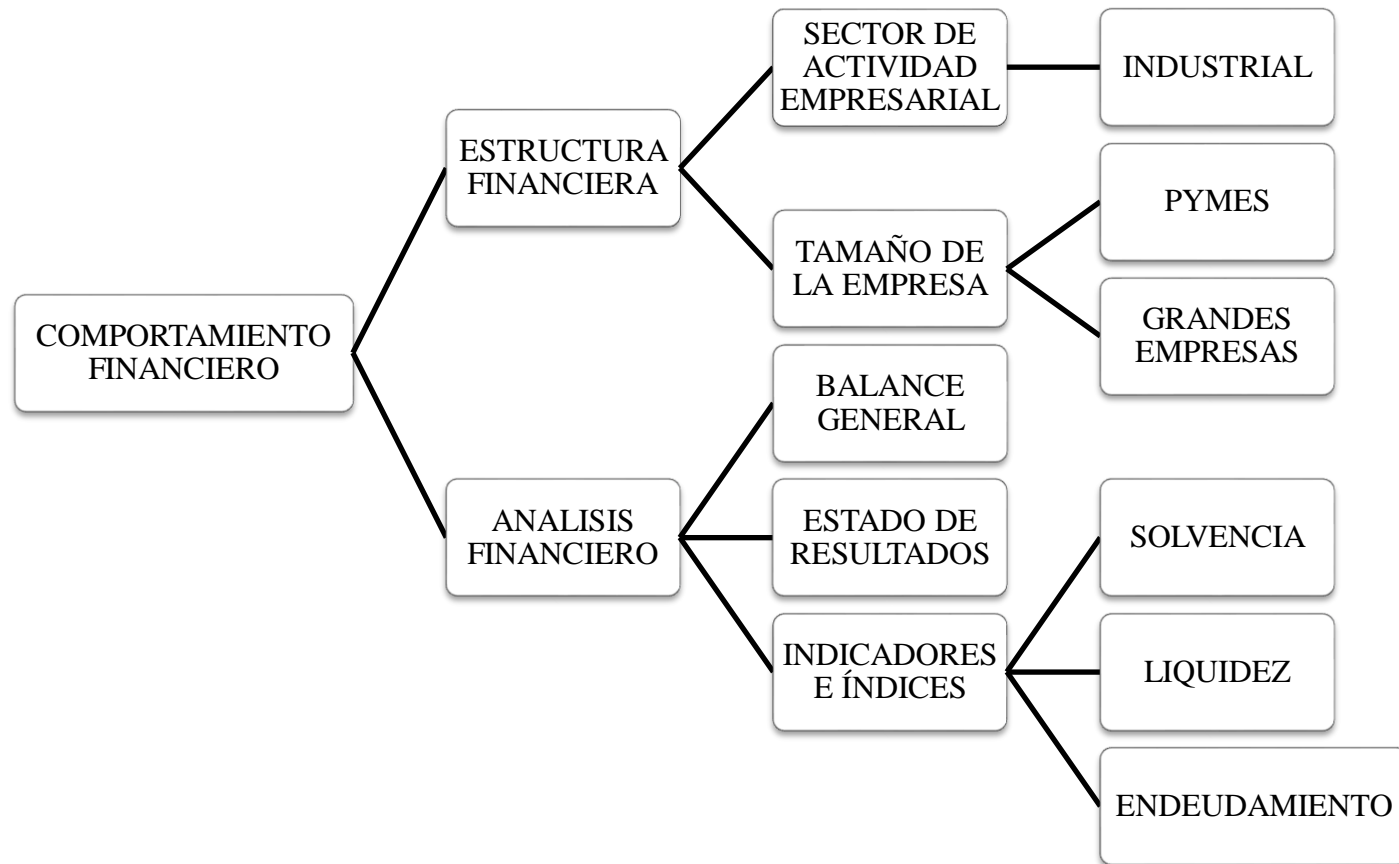 COMPORTAMIENTO
FINANCIERO
ESTRUCTURA
FINANCIERA
SECTOR DE
ACTIVIDAD
EMPRESARIAL
INDUSTRIAL
TAMAÑO DE
LA EMPRESA
PYMES
GRANDES
EMPRESAS
ANALISIS
FINANCIERO
BALANCE
GENERAL
ESTADO DE
RESULTADOS
INDICADORES
E ÍNDICES
SOLVENCIA
LIQUIDEZ
ENDEUDAMIENTO